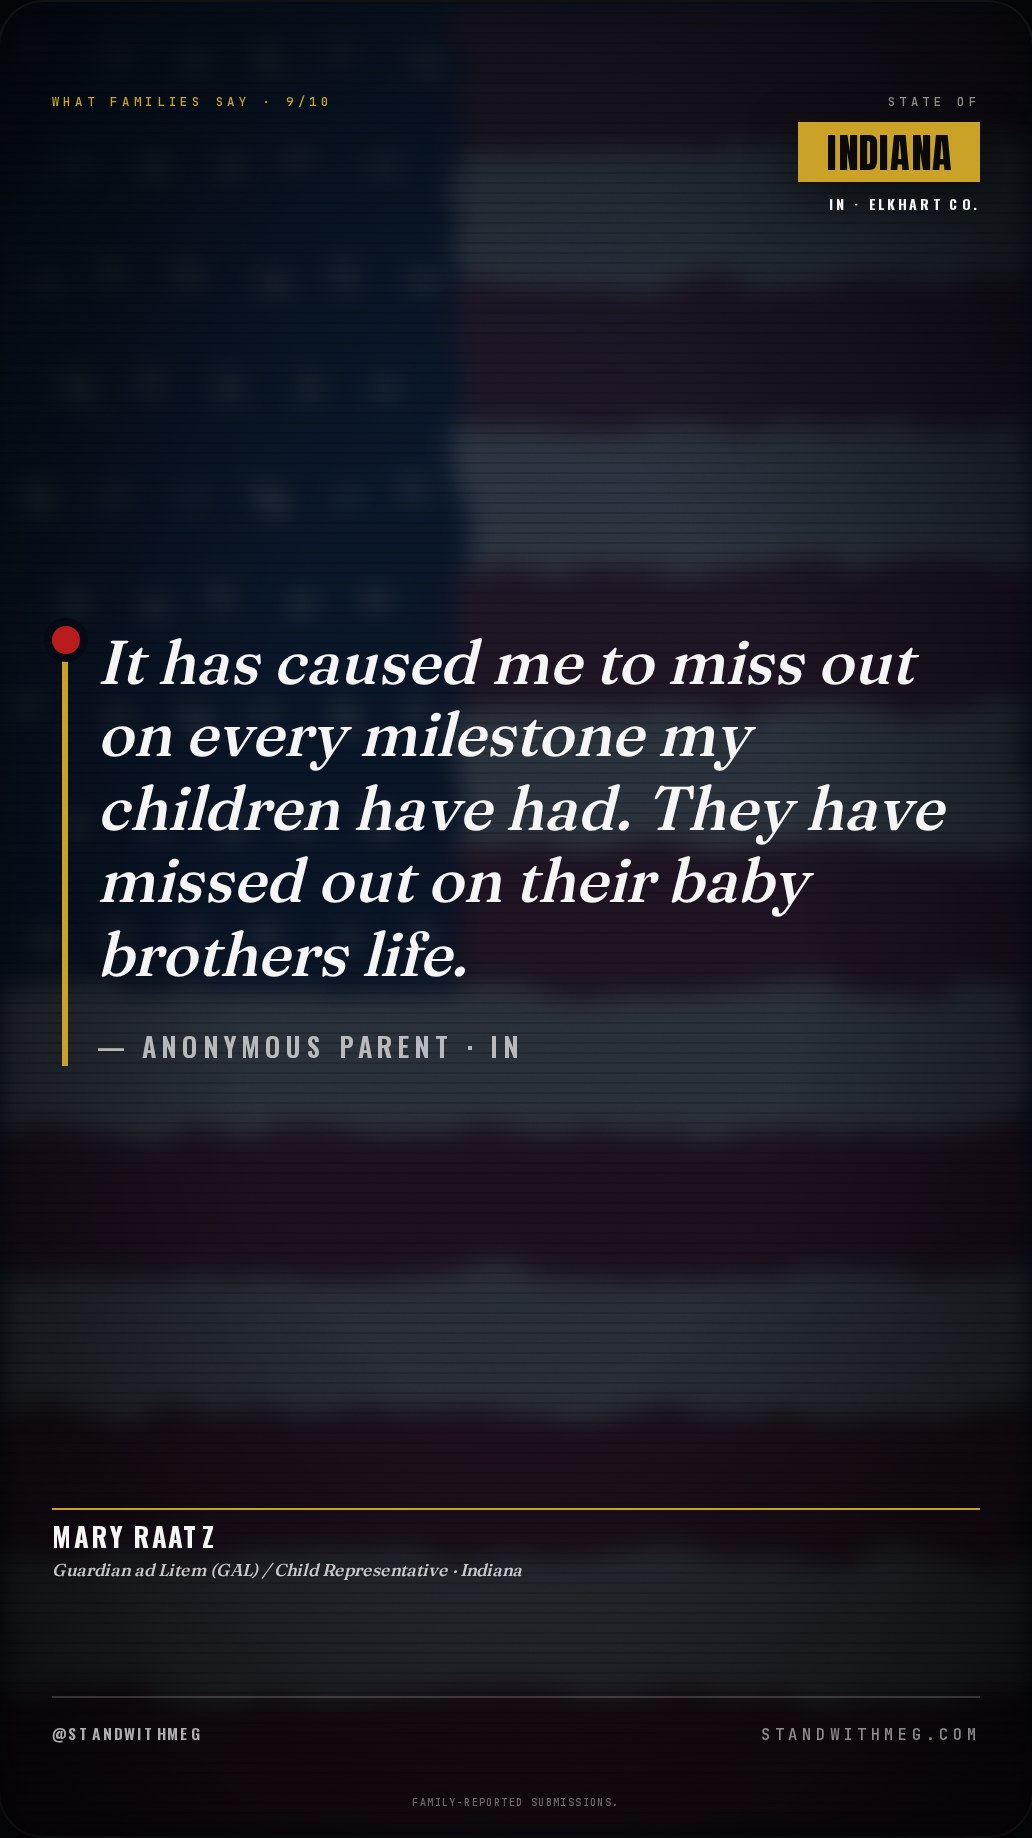 WHAT FAMILIES SAY · 9/10
STATE OF
INDIANA
IN · ELKHART CO.
It has caused me to miss out
on every milestone my
children have had. They have
missed out on their baby
brothers life.
— ANONYMOUS PARENT · IN
MARY RAATZ
Guardian ad Litem (GAL) / Child Representative · Indiana
@STANDWITHMEG
STANDWITHMEG.COM
FAMILY-REPORTED SUBMISSIONS.